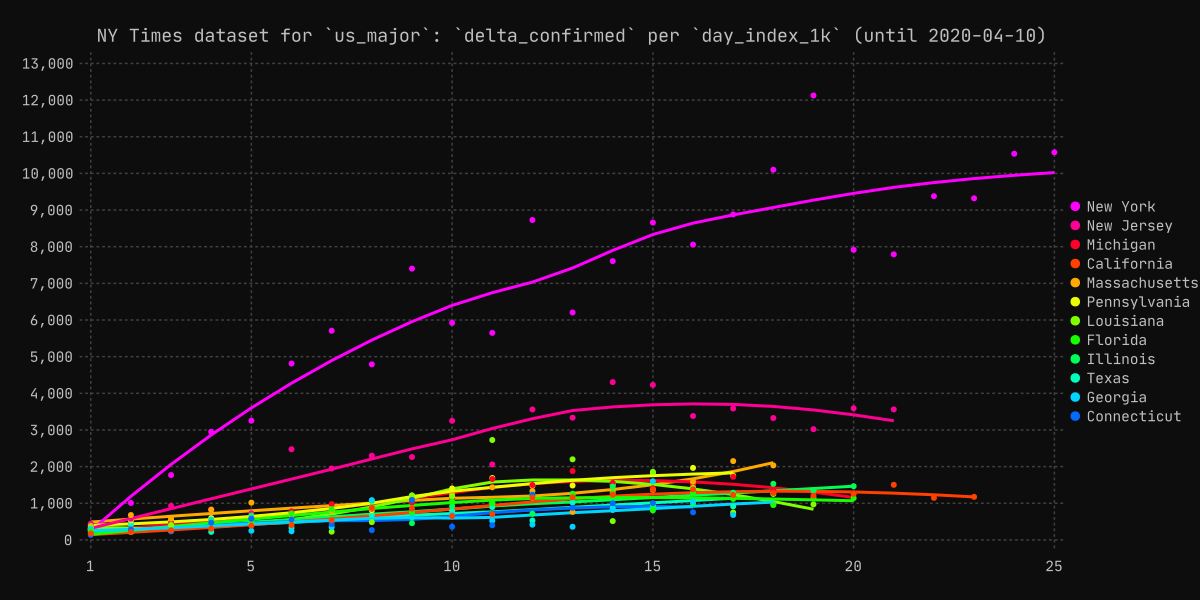 NY Times dataset for `us_major`: `delta_confirmed` per `day_index_1k` (until 2020-04-10)
13,000
12,000
11,000
10,000
9,000
8,000
7,000
6,000
5,000
4,000
3,000
2,000
1,000
0
1 5 10 15 20 25
New York
New Jersey
Michigan
California
Massachusetts
Pennsylvania
Louisiana
Florida
Illinois
Texas
Georgia
Connecticut